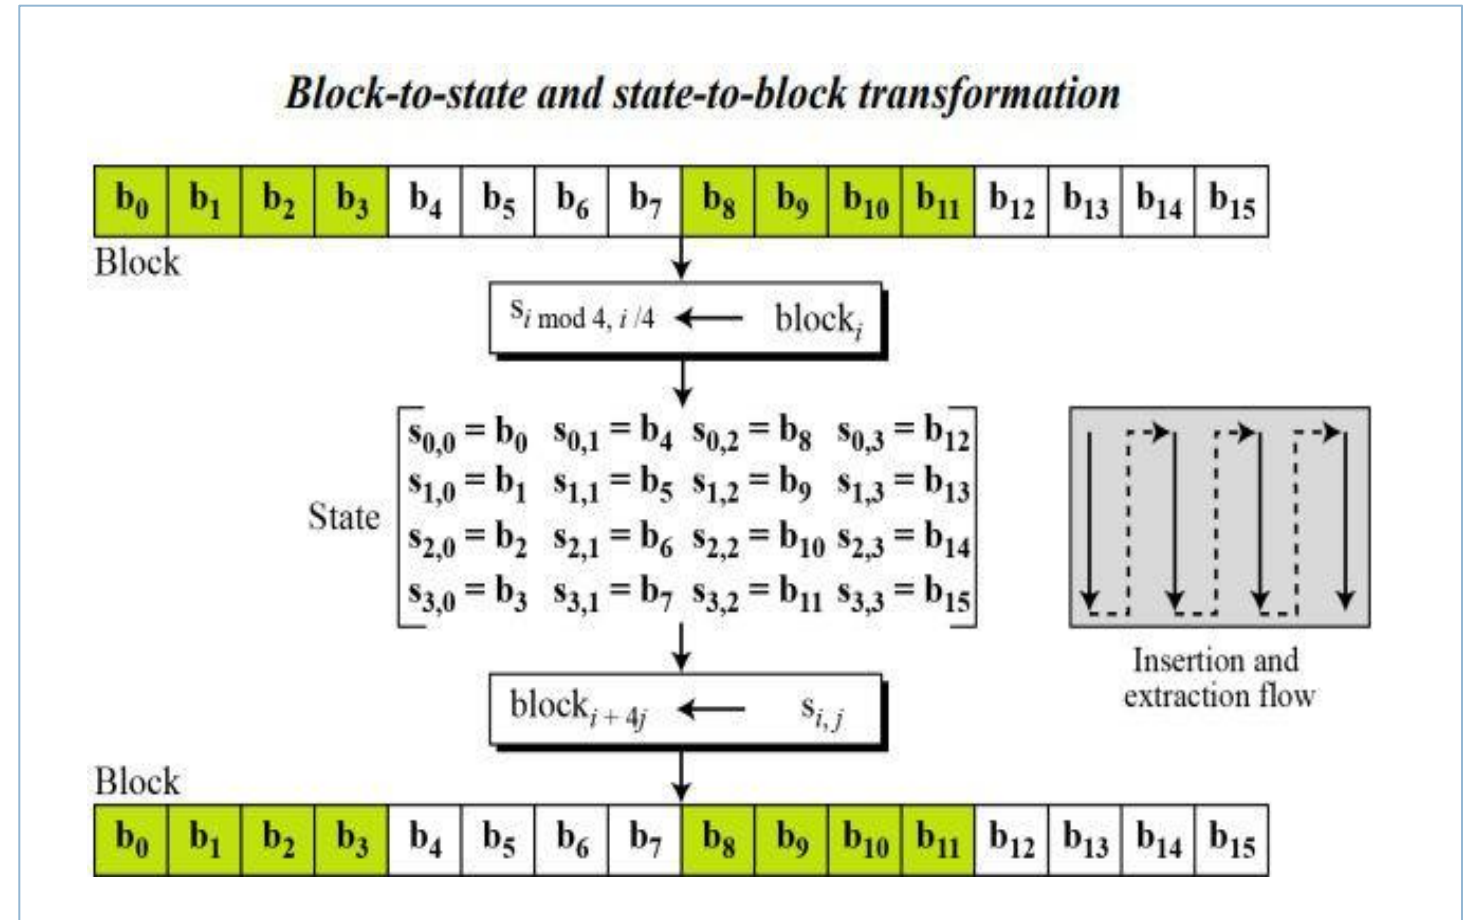 Block-to-state and state-to-block transformation
b0 b1 b2 b3 b4 b5 b6 b7 b8 b9 b10 b11 b12 b13 b14 b15
Block
s i mod 4, i /4 ← block i
s0,0 = b0 s0,1 = b4 s0,2 = b8 s0,3 = b12
s1,0 = b1 s1,1 = b5 s1,2 = b9 s1,3 = b13
State
s2,0 = b2 s2,1 = b6 s2,2 = b10 s2,3 = b14
s3,0 = b3 s3,1 = b7 s3,2 = b11 s3,3 = b15
Insertion and
extraction flow
block i + 4j ← s i, j
Block
b0 b1 b2 b3 b4 b5 b6 b7 b8 b9 b10 b11 b12 b13 b14 b15